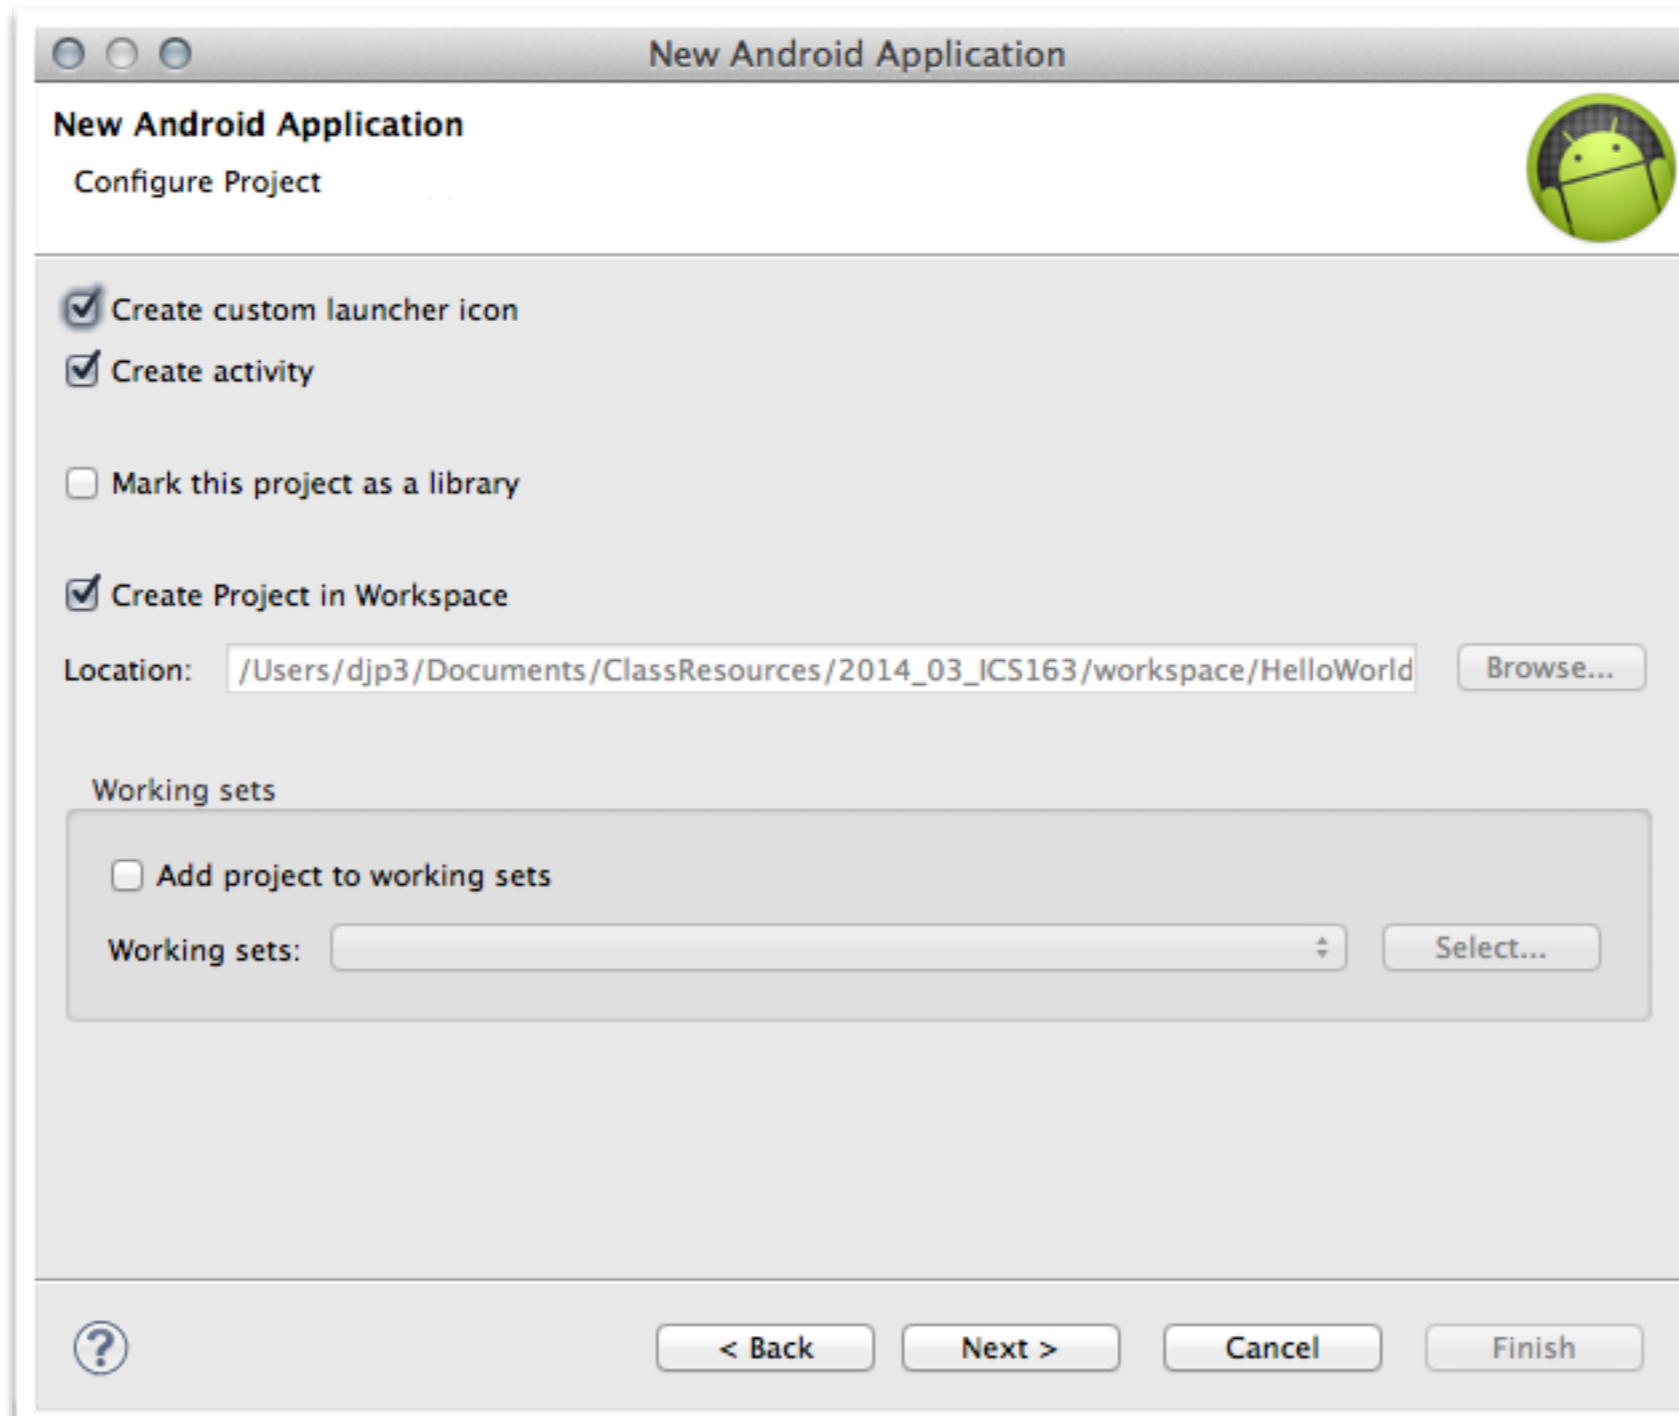 New Android Application
New Android Application
Configure Project
Create custom launcher icon
Create activity
Mark this project as a library
Create Project in Workspace
Location: /Users/djp3/Documents/ClassResources/2014_03_ICS163/workspace/HelloWorld Browse...
Working sets
Add project to working sets
Working sets: Select...
? < Back Next > Cancel Finish